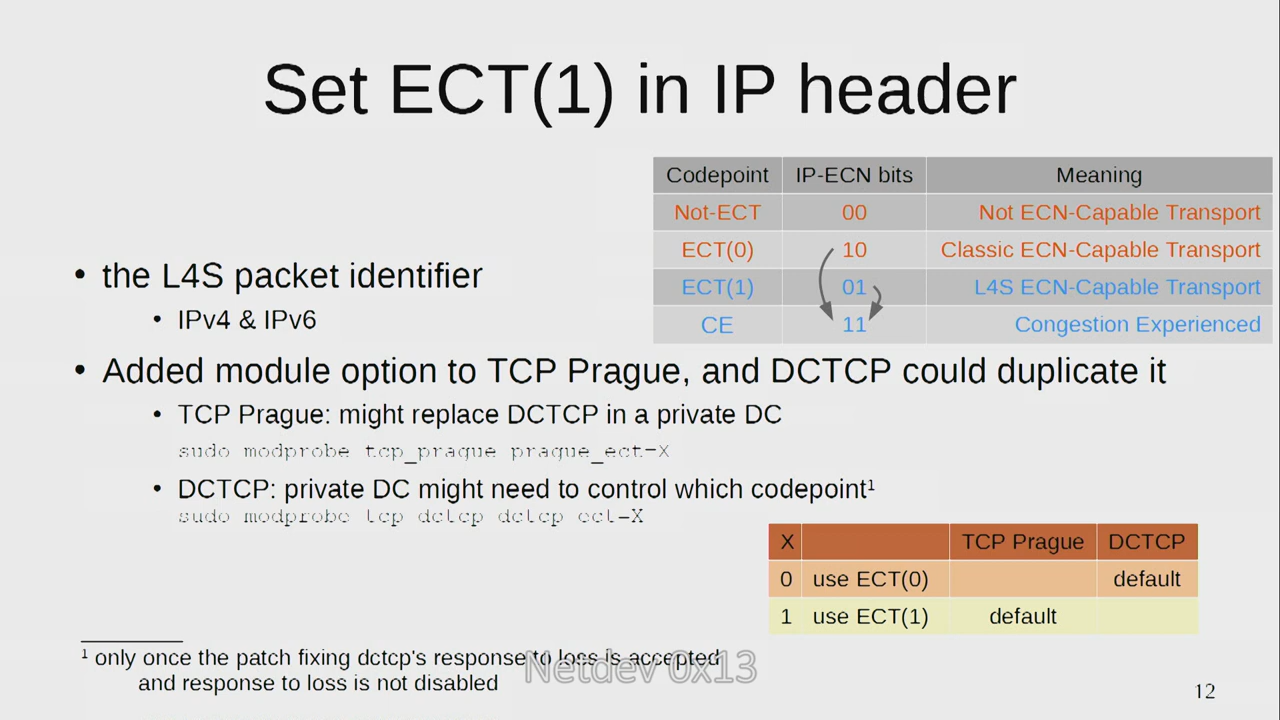 Set ECT(1) in IP header
Codepoint IP-ECN bits Meaning
Not-ECT 00 Not ECN-Capable Transport
ECT(0) 10 Classic ECN-Capable Transport
ECT(1) 01 L4S ECN-Capable Transport
CE 11 Congestion Experienced
• the L4S packet identifier
• IPv4 & IPv6
• Added module option to TCP Prague, and DCTCP could duplicate it
• TCP Prague: might replace DCTCP in a private DC
sudo modprobe tcp_prague prague_ect=X
• DCTCP: private DC might need to control which codepoint¹
sudo modprobe tcp_dctcp dctcp_ect=X
X TCP Prague DCTCP
0 use ECT(0) default
1 use ECT(1) default
¹ only once the patch fixing dctcp's response to loss is accepted
and response to loss is not disabled
Netdev 0x13
12